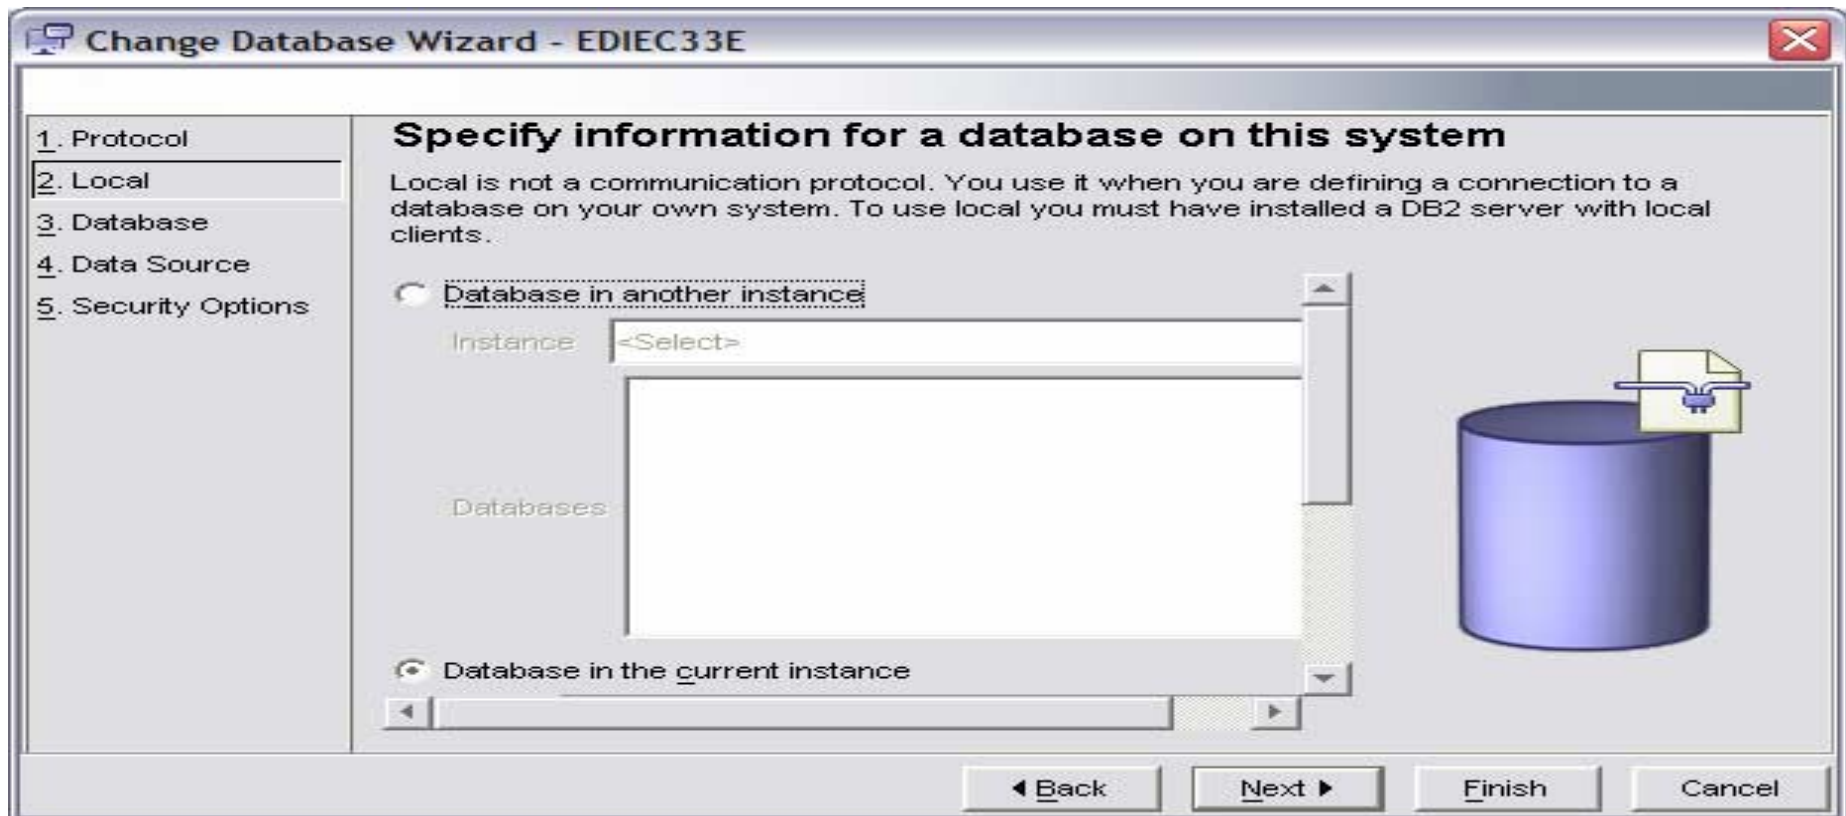 Change Database Wizard - EDIEC33E
1. Protocol
2. Local
3. Database
4. Data Source
5. Security Options
Specify information for a database on this system
Local is not a communication protocol. You use it when you are defining a connection to a
database on your own system. To use local you must have installed a DB2 server with local
clients.
Database in another instance
Instance <Select>
Databases
Database in the current instance
Back Next Finish Cancel